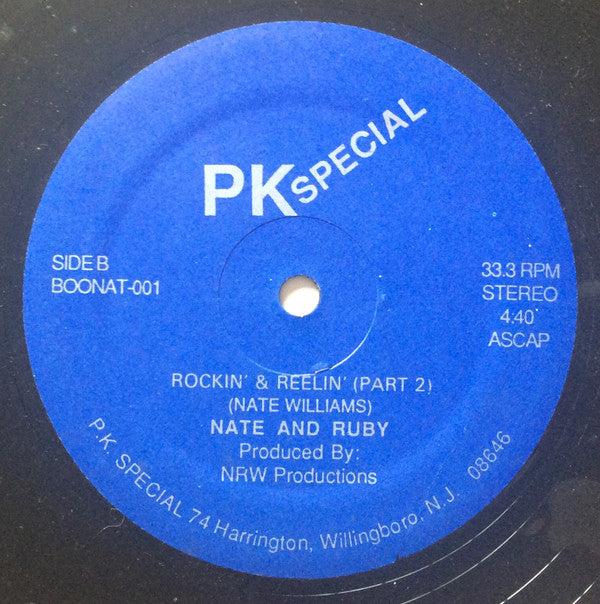 PK SPECIAL
SIDE B
BOONAT-001
33.3 RPM
STEREO
4:40
ASCAP
ROCKIN' & REELIN' (PART 2)
(NATE WILLIAMS)
NATE AND RUBY
Produced By:
NRW Productions
P.K. SPECIAL 74 Harrington, Willingboro, N.J. 08646